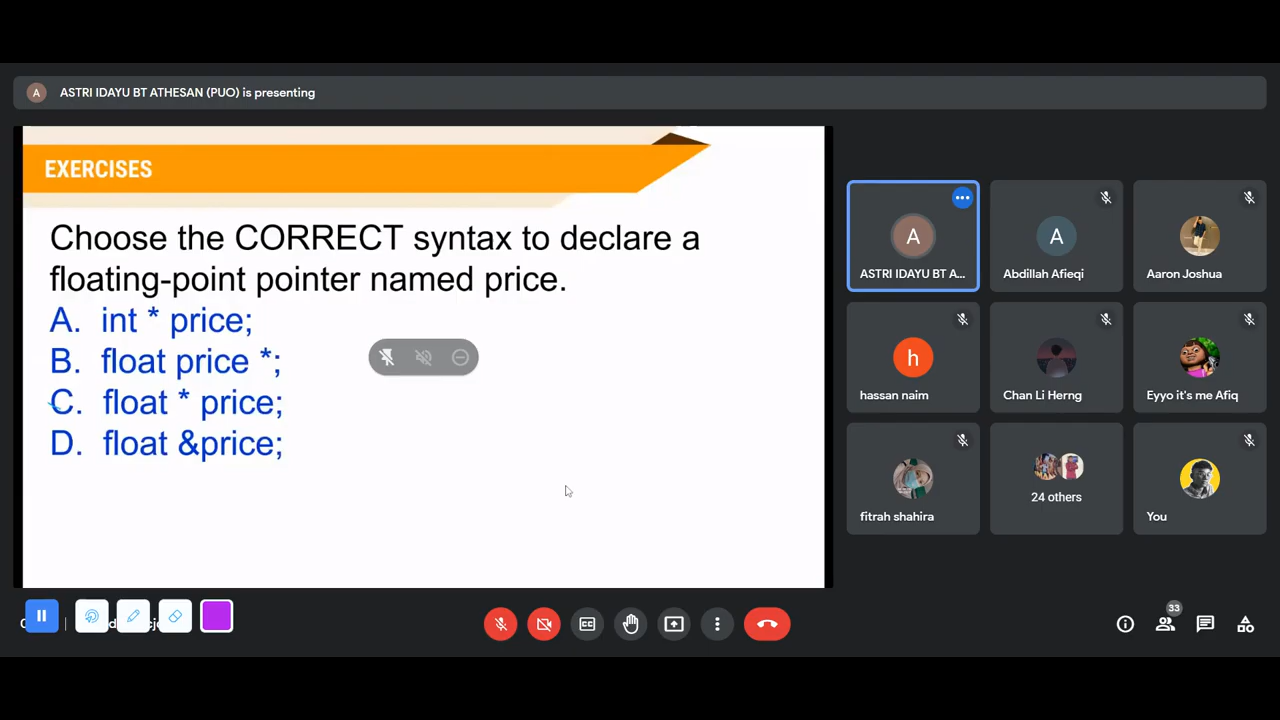 A ASTRI IDAYU BT ATHESAN (PUO) is presenting
EXERCISES
Choose the CORRECT syntax to declare a
floating-point pointer named price.
A. int * price;
B. float price *;
C. float * price;
D. float &price;
A
ASTRI IDAYU BT A...
A
Abdillah Afieqi
Aaron Joshua
h
hassan naim
Chan Li Herng
Eyyo it's me Afiq
fitrah shahira
24 others
You
CC
33